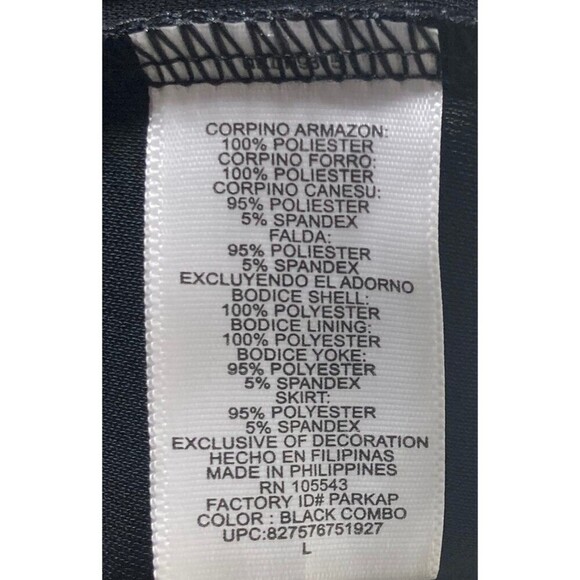 CORPINO ARMAZON:
100% POLIESTER
CORPINO FORRO:
100% POLIESTER
CORPINO CANESU:
95% POLIESTER
5% SPANDEX
FALDA:
95% POLIESTER
5% SPANDEX
EXCLUYENDO EL ADORNO
BODICE SHELL:
100% POLYESTER
BODICE LINING:
100% POLYESTER
BODICE YOKE:
95% POLYESTER
5% SPANDEX
SKIRT:
95% POLYESTER
5% SPANDEX
EXCLUSIVE OF DECORATION
HECHO EN FILIPINAS
MADE IN PHILIPPINES
RN 105543
FACTORY ID# PARKAP
COLOR : BLACK COMBO
UPC:827576751927
L